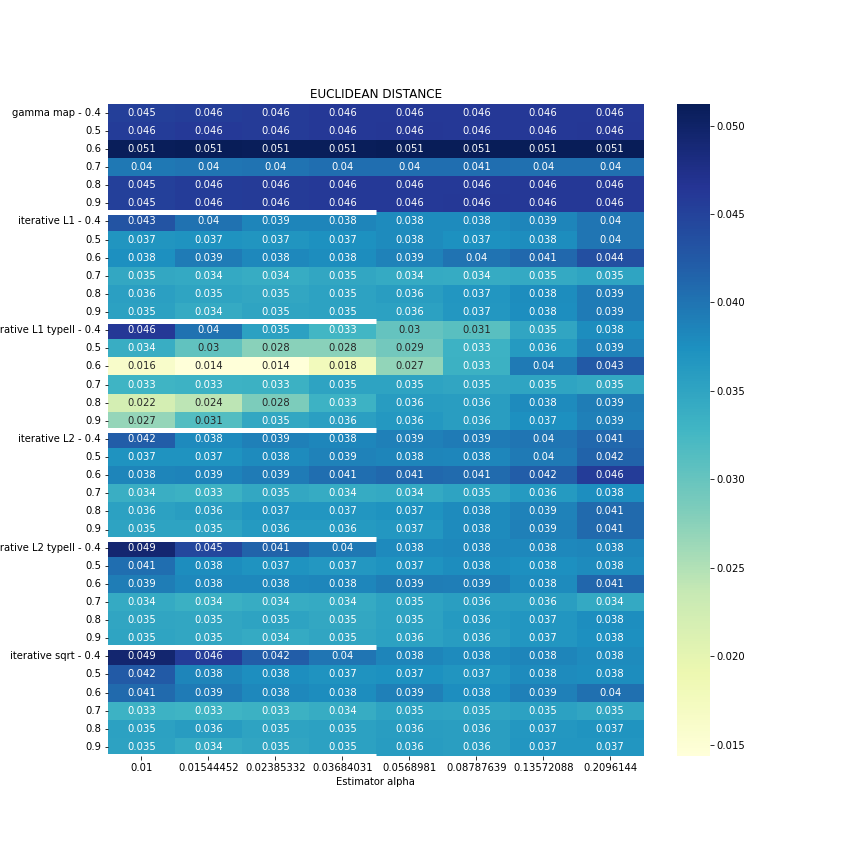 EUCLIDEAN DISTANCE
gamma map - 0.4 0.045 0.046 0.046 0.046 0.046 0.046 0.046 0.046
0.5 0.046 0.046 0.046 0.046 0.046 0.046 0.046 0.046
0.6 0.051 0.051 0.051 0.051 0.051 0.051 0.051 0.051
0.7 0.04 0.04 0.04 0.04 0.04 0.041 0.04 0.04
0.8 0.045 0.046 0.046 0.046 0.046 0.046 0.046 0.046
0.9 0.045 0.046 0.046 0.046 0.046 0.046 0.046 0.046
iterative L1 - 0.4 0.043 0.04 0.039 0.038 0.038 0.038 0.039 0.04
0.5 0.037 0.037 0.037 0.037 0.038 0.037 0.038 0.04
0.6 0.038 0.039 0.038 0.038 0.039 0.04 0.041 0.044
0.7 0.035 0.034 0.034 0.035 0.034 0.034 0.035 0.035
0.8 0.036 0.035 0.035 0.035 0.036 0.037 0.038 0.039
0.9 0.035 0.034 0.035 0.035 0.036 0.037 0.038 0.039
rative L1 typeII - 0.4 0.046 0.04 0.035 0.033 0.03 0.031 0.035 0.038
0.5 0.034 0.03 0.028 0.028 0.029 0.033 0.036 0.039
0.6 0.016 0.014 0.014 0.018 0.027 0.033 0.04 0.043
0.7 0.033 0.033 0.033 0.035 0.035 0.035 0.035 0.035
0.8 0.022 0.024 0.028 0.033 0.036 0.036 0.038 0.039
0.9 0.027 0.031 0.035 0.036 0.036 0.036 0.037 0.039
iterative L2 - 0.4 0.042 0.038 0.039 0.038 0.039 0.039 0.04 0.041
0.5 0.037 0.037 0.038 0.039 0.038 0.038 0.04 0.042
0.6 0.038 0.039 0.039 0.041 0.041 0.041 0.042 0.046
0.7 0.034 0.033 0.035 0.034 0.034 0.035 0.036 0.038
0.8 0.036 0.036 0.037 0.037 0.037 0.038 0.039 0.041
0.9 0.035 0.035 0.036 0.036 0.037 0.038 0.039 0.041
rative L2 typeII - 0.4 0.049 0.045 0.041 0.04 0.038 0.038 0.038 0.038
0.5 0.041 0.038 0.037 0.037 0.037 0.038 0.038 0.038
0.6 0.039 0.038 0.038 0.038 0.039 0.039 0.038 0.041
0.7 0.034 0.034 0.034 0.034 0.035 0.036 0.036 0.034
0.8 0.035 0.035 0.035 0.035 0.036 0.036 0.037 0.038
0.9 0.035 0.035 0.034 0.035 0.036 0.036 0.037 0.038
iterative sqrt - 0.4 0.049 0.046 0.042 0.04 0.038 0.038 0.038 0.038
0.5 0.042 0.038 0.038 0.037 0.037 0.037 0.038 0.038
0.6 0.041 0.039 0.038 0.038 0.039 0.038 0.039 0.04
0.7 0.033 0.033 0.033 0.034 0.035 0.035 0.035 0.035
0.8 0.035 0.036 0.035 0.035 0.036 0.036 0.037 0.037
0.9 0.035 0.034 0.035 0.035 0.036 0.036 0.037 0.037
0.01 0.01544452 0.02385332 0.03684031 0.0568981 0.08787639 0.13572088 0.2096144
Estimator alpha
0.050
0.045
0.040
0.035
0.030
0.025
0.020
0.015